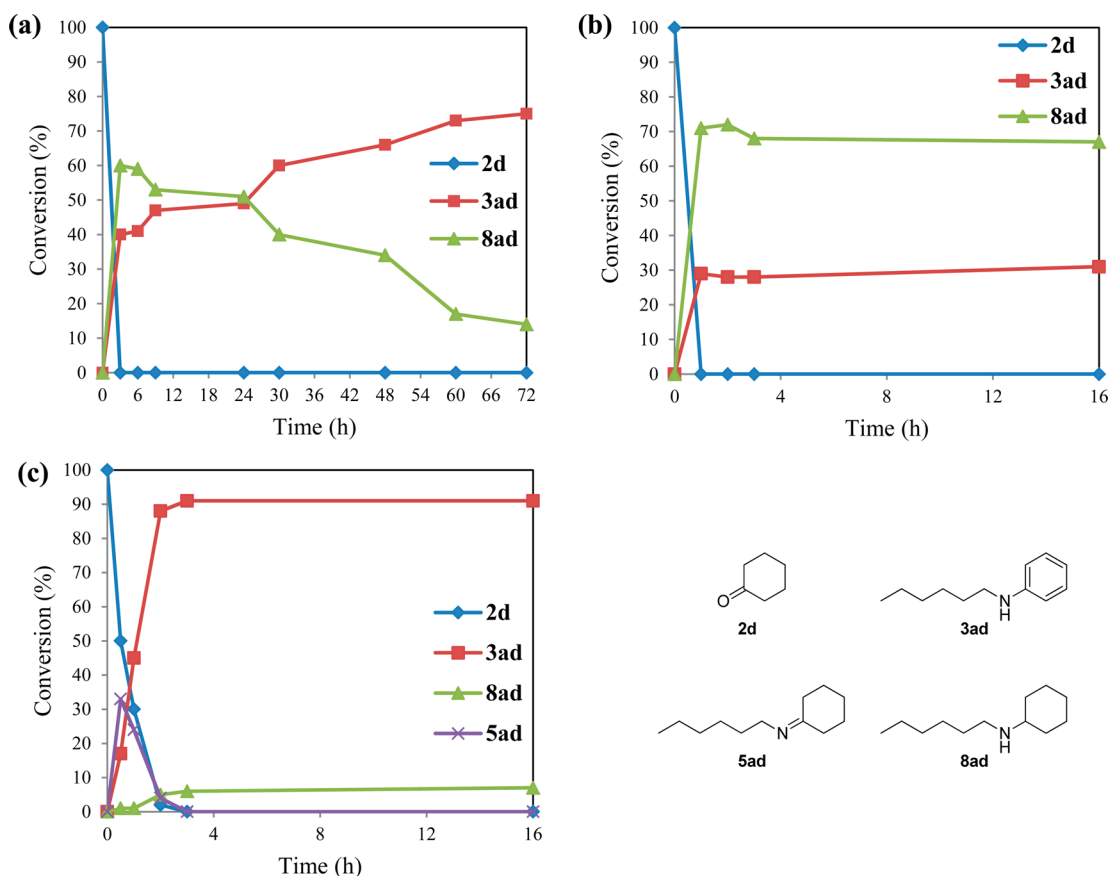 (a)
100
90
80
70
60
50
40
30
20
10
0
Conversion (%)
2d
3ad
8ad
0 6 12 18 24 30 36 42 48 54 60 66 72
Time (h)
(b)
100
90
80
70
60
50
40
30
20
10
0
Conversion (%)
2d
3ad
8ad
0 4 8 12 16
Time (h)
(c)
100
90
80
70
60
50
40
30
20
10
0
Conversion (%)
2d
3ad
8ad
5ad
0 4 8 12 16
Time (h)
O
2d
N
H
3ad
N
5ad
N
H
8ad